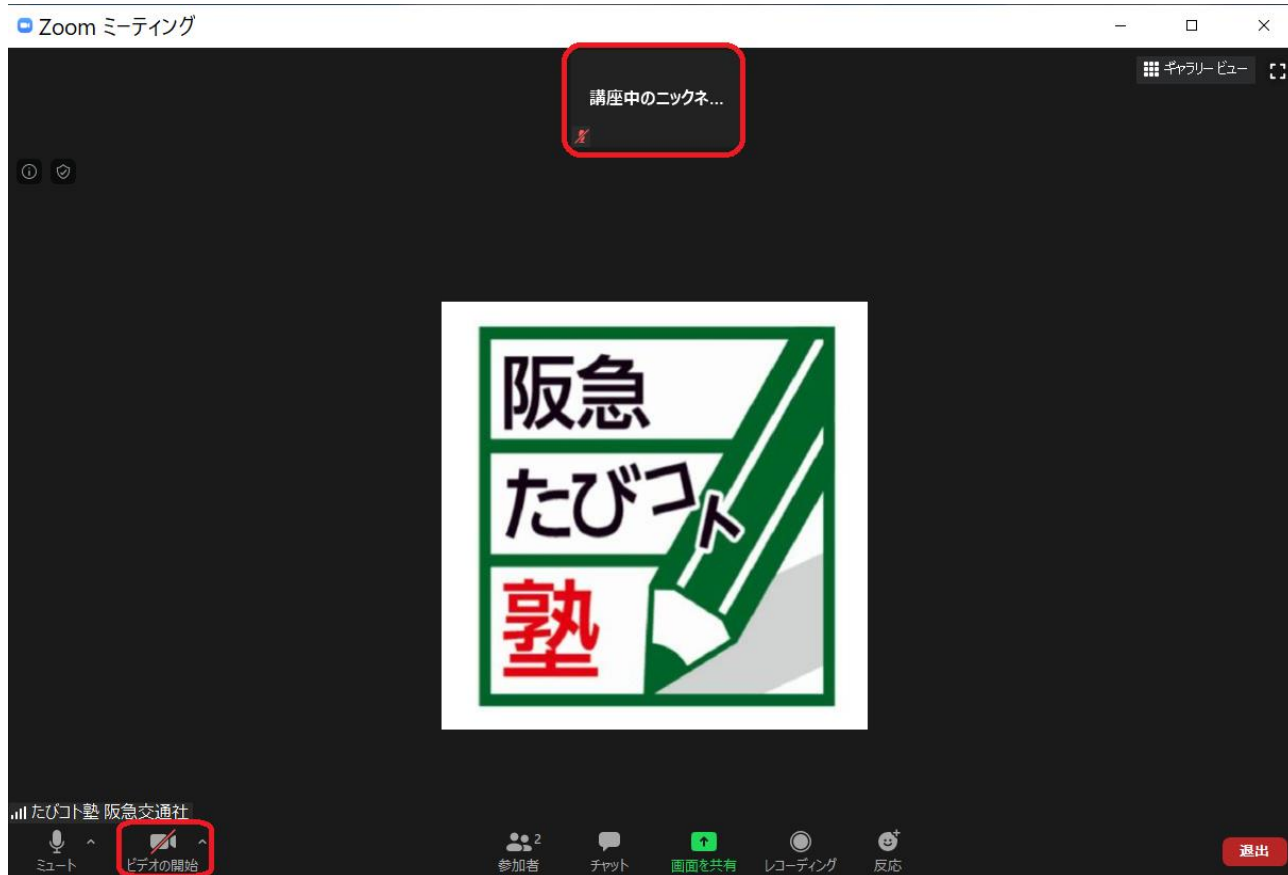 Zoom ミーティング
講座中のニックネ...
ギャラリー ビュー
阪急
たびコト
塾
たびコト塾 阪急交通社
ミュート
ビデオの開始
2
参加者
チャット
画面を共有
レコーディング
反応
退出